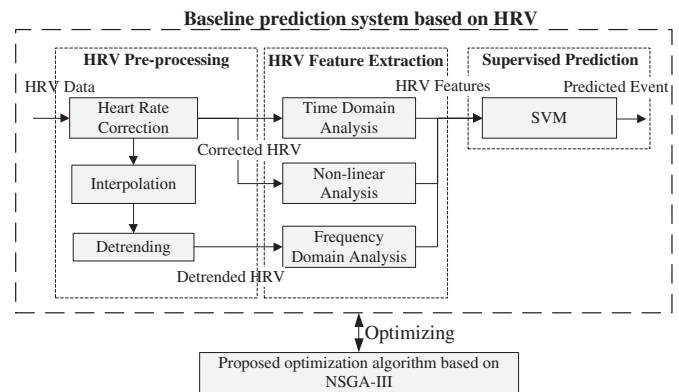 Baseline prediction system based on HRV
HRV Pre-processing
HRV Feature Extraction
Supervised Prediction
HRV Data
HRV Features
Predicted Event
Heart Rate
Correction
Time Domain
Analysis
SVM
Corrected HRV
Interpolation
Non-linear
Analysis
Detrending
Frequency
Domain Analysis
Detrended HRV
Optimizing
Proposed optimization algorithm based on
NSGA-III